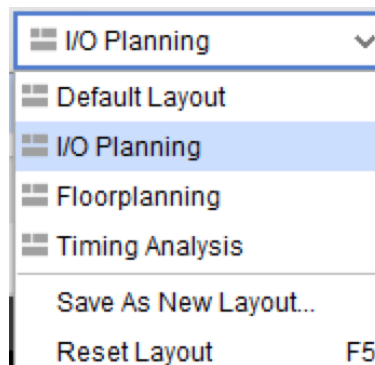 I/O Planning
Default Layout
I/O Planning
Floorplanning
Timing Analysis
Save As New Layout...
Reset Layout F5